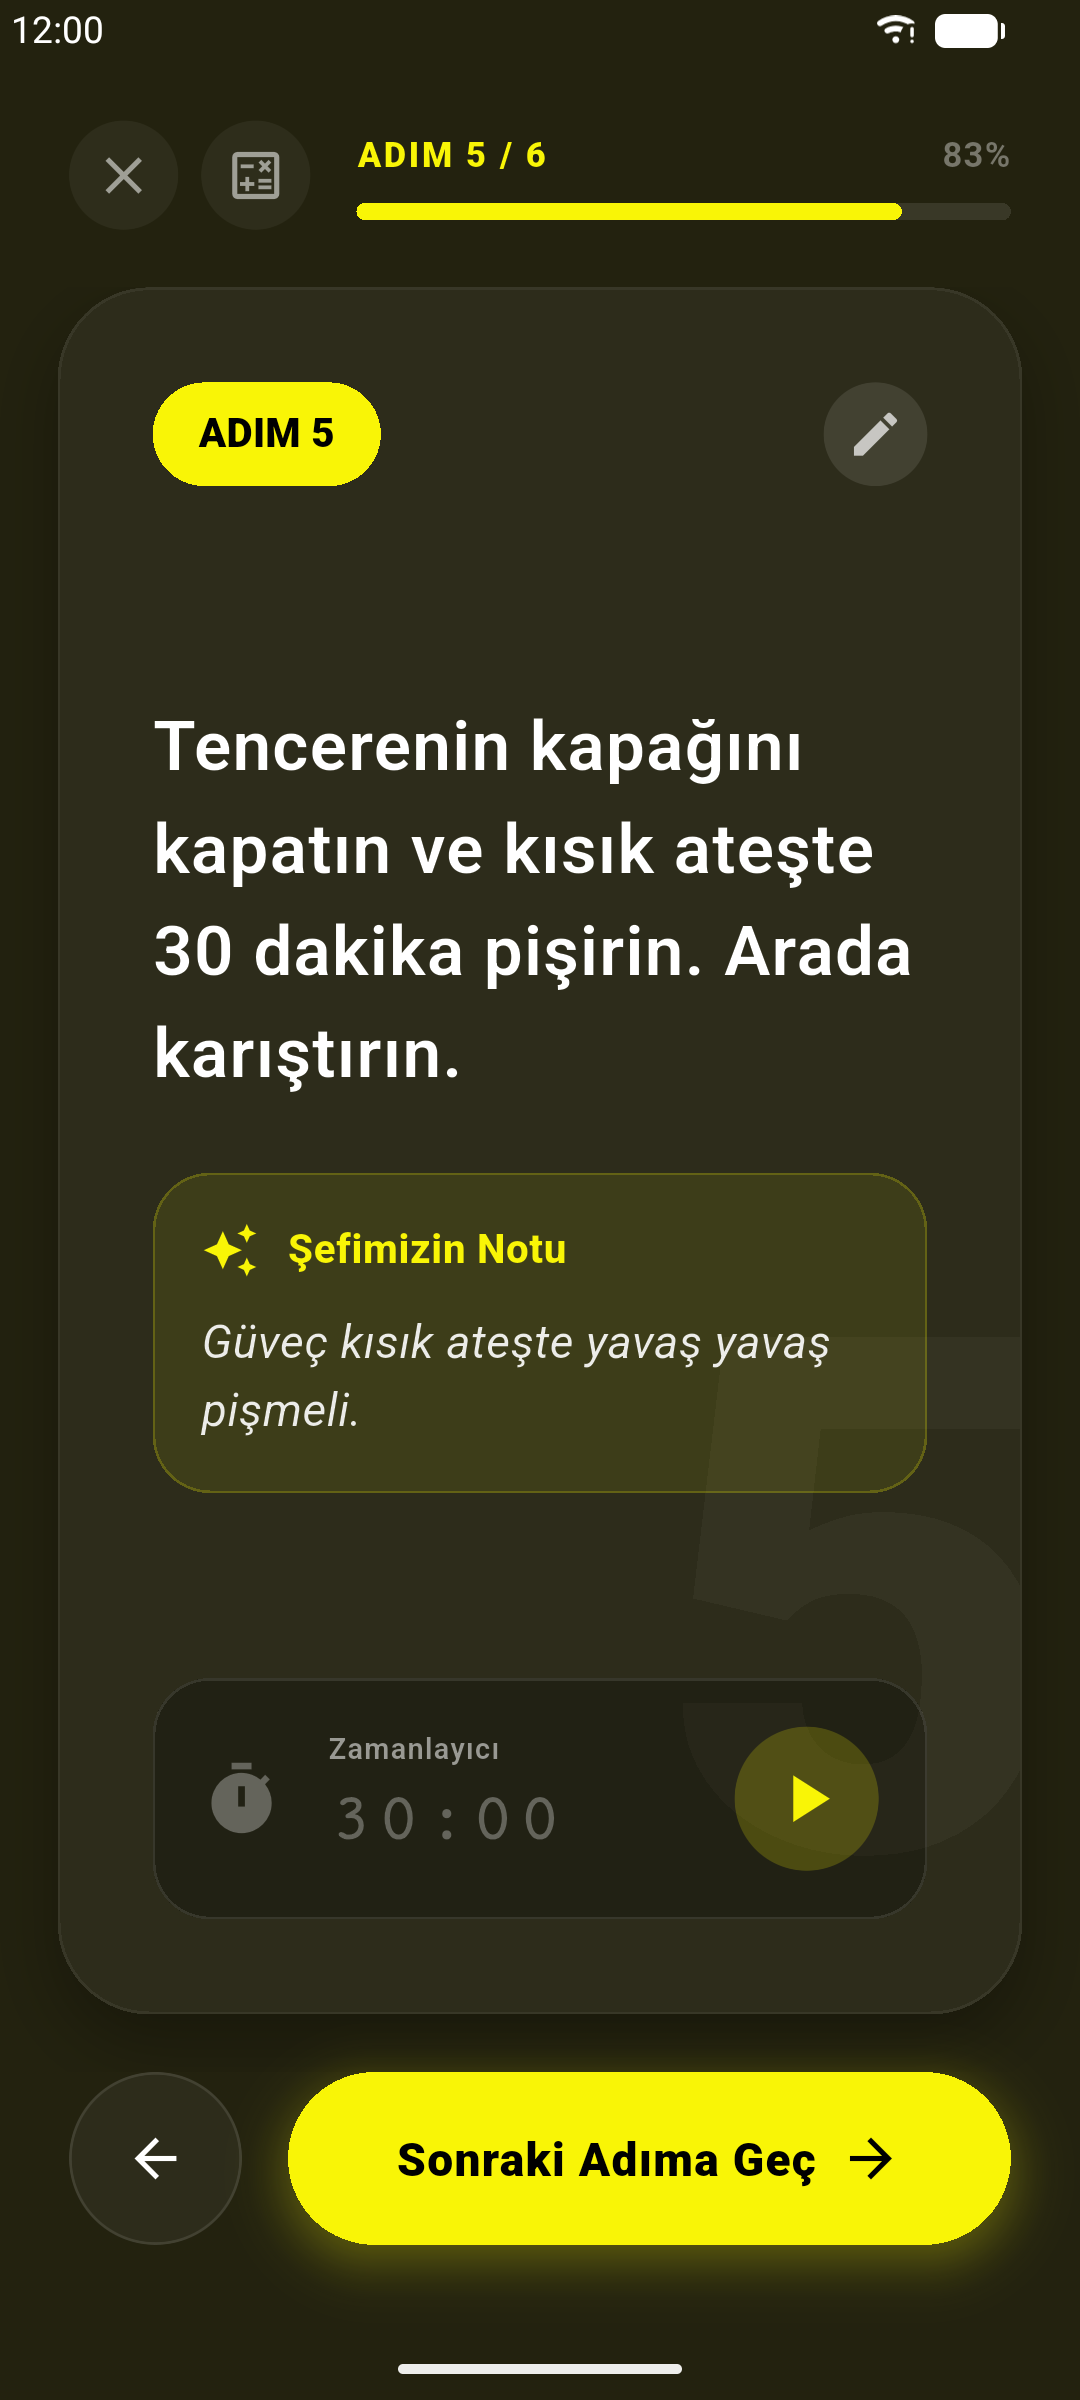 12:00
ADIM 5 / 6
83%
ADIM 5
Tencerenin kapağını
kapatın ve kısık ateşte
30 dakika pişirin. Arada
karıştırın.
Şefimizin Notu
Güveç kısık ateşte yavaş yavaş
pişmeli.
5
Zamanlayıcı
30:00
Sonraki Adıma Geç